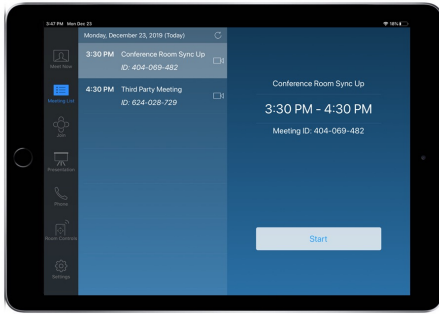 3:47 PM Mon Dec 23
18%
Monday, December 23, 2019 (Today)
Meet Now
Meeting List
Join
Presentation
Phone
Room Controls
Settings
3:30 PM Conference Room Sync Up
ID: 404-069-482
4:30 PM Third Party Meeting
ID: 624-028-729
Conference Room Sync Up
3:30 PM - 4:30 PM
Meeting ID: 404-069-482
Start